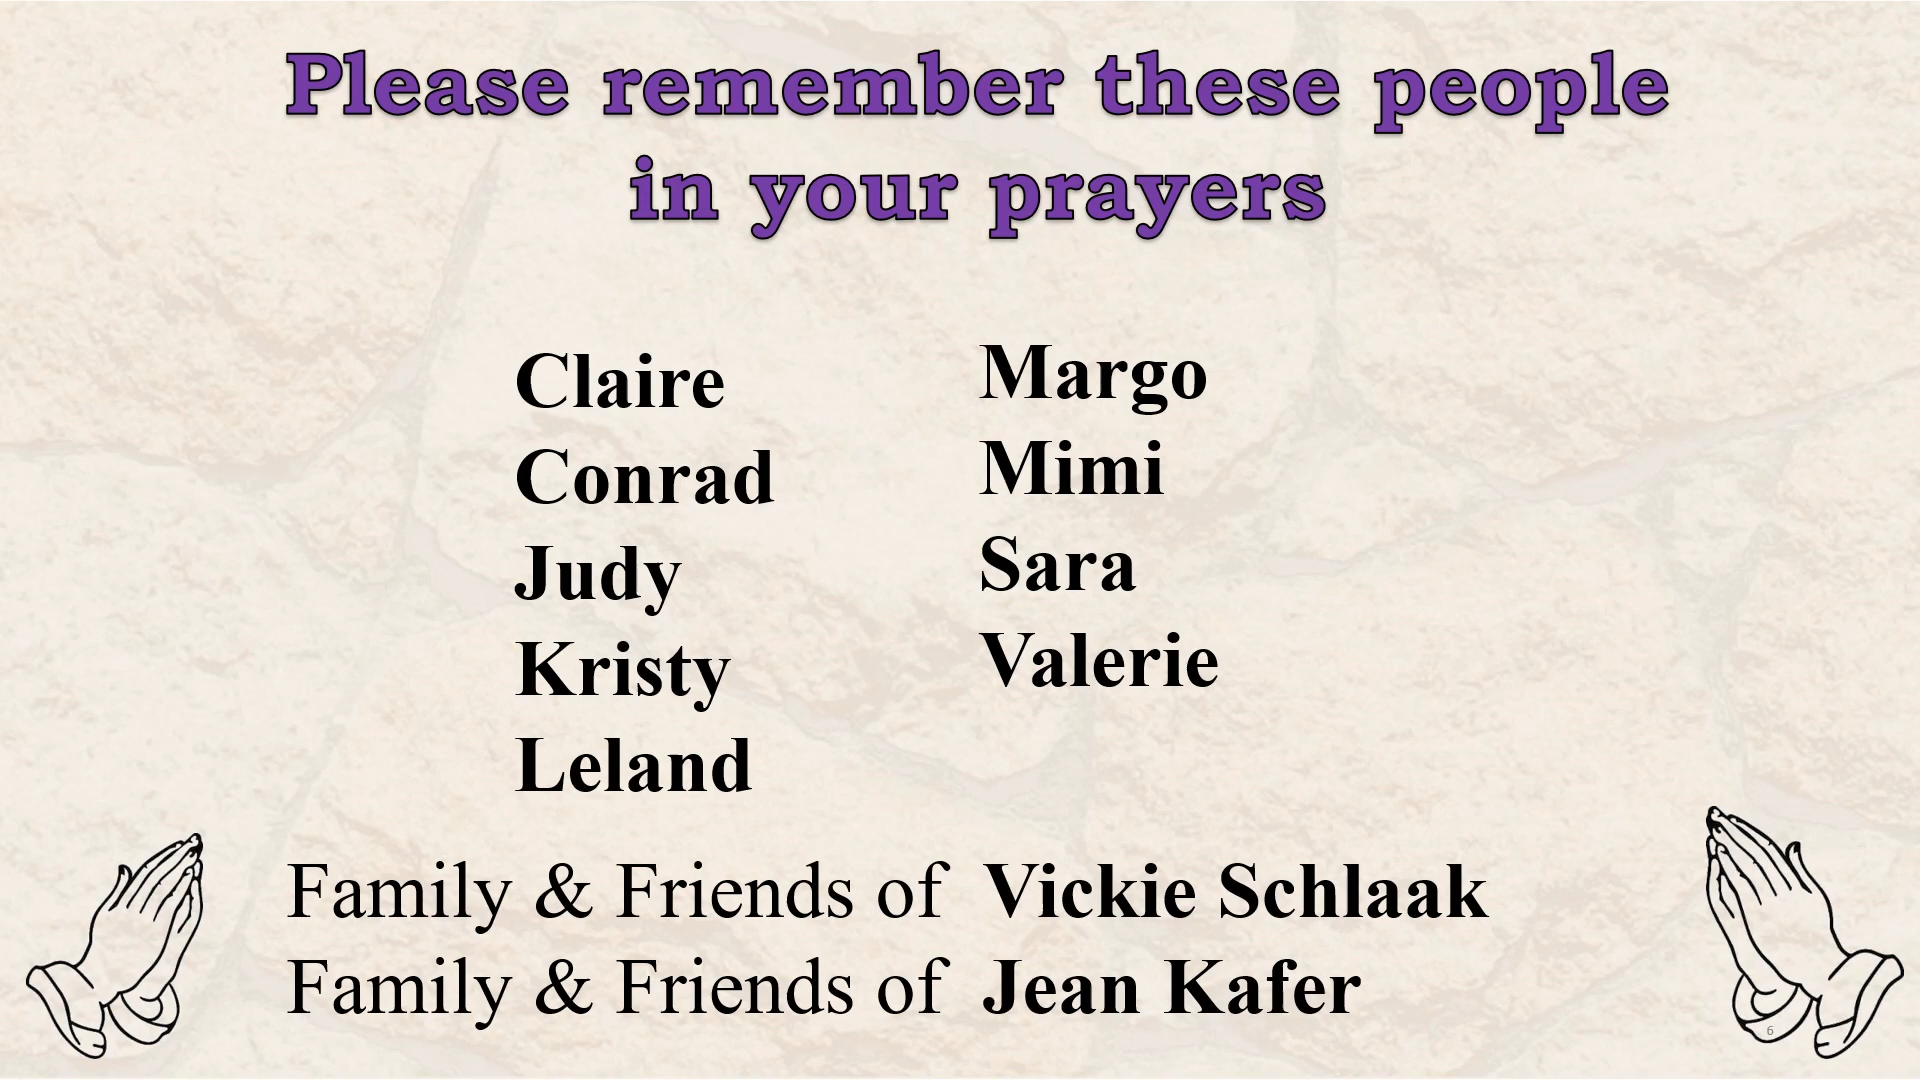 Please remember these people
in your prayers
Claire
Conrad
Judy
Kristy
Leland
Margo
Mimi
Sara
Valerie
Family & Friends of Vickie Schlaak
Family & Friends of Jean Kafer
6